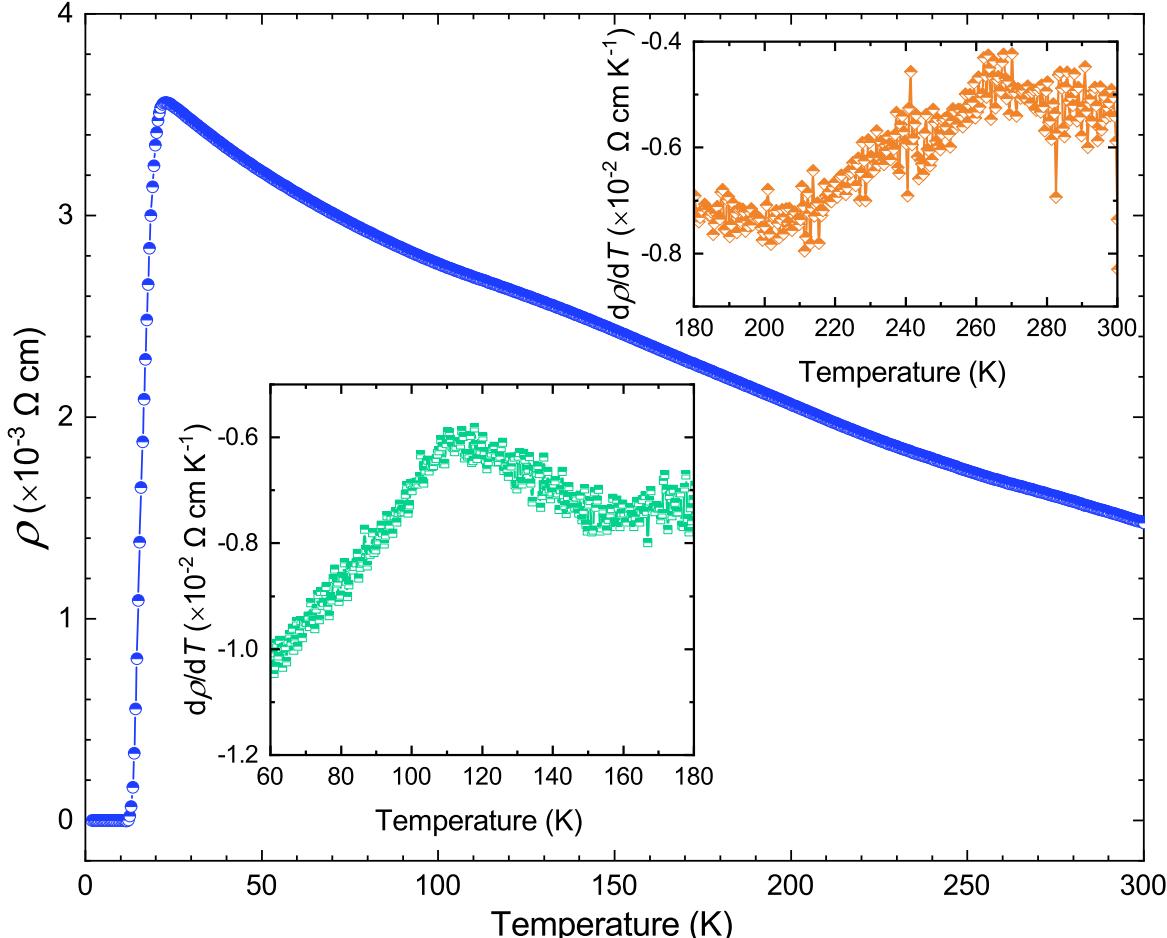 4
3
2
1
0
ρ (×10⁻³ Ω cm)
0 50 100 150 200 250 300
Temperature (K)
-0.4
-0.6
-0.8
dρ/dT (×10⁻² Ω cm K⁻¹)
180 200 220 240 260 280 300
Temperature (K)
-0.6
-0.8
-1.0
-1.2
dρ/dT (×10⁻² Ω cm K⁻¹)
60 80 100 120 140 160 180
Temperature (K)